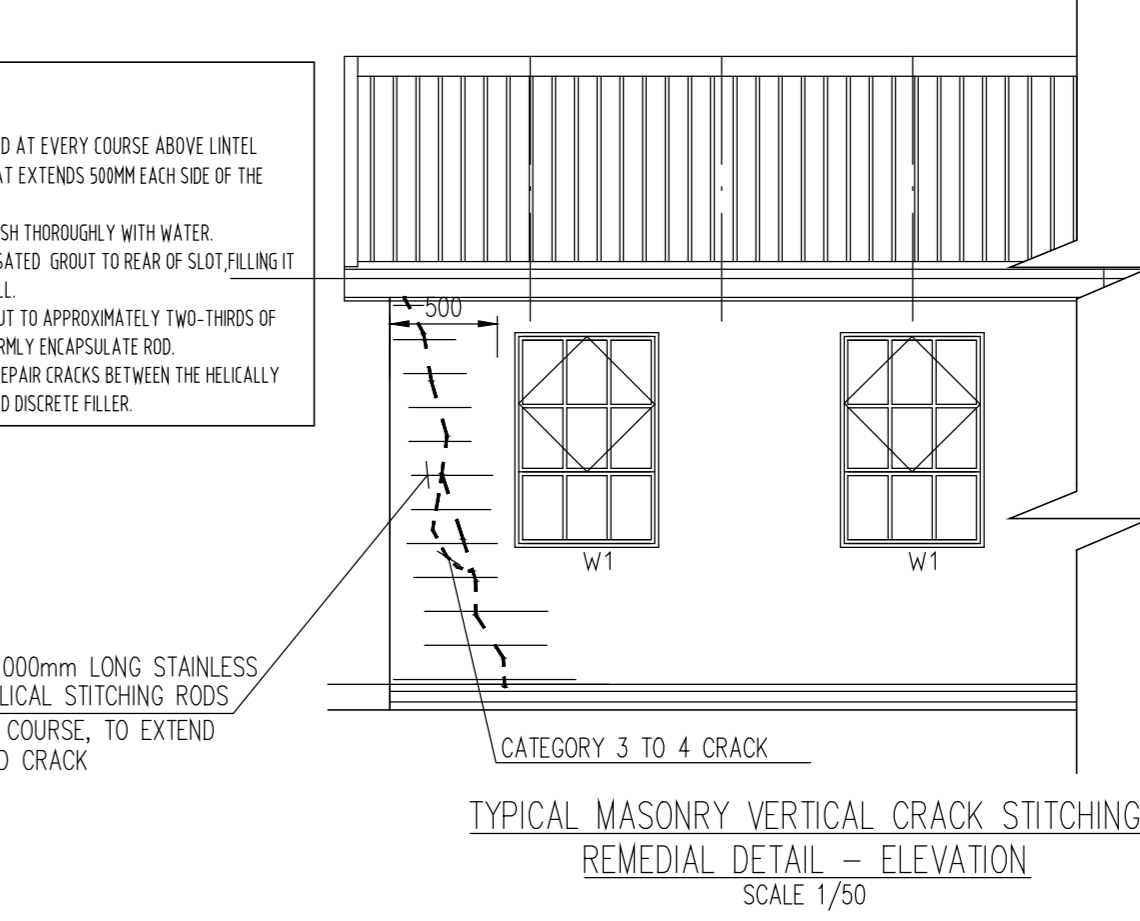 D AT EVERY COURSE ABOVE LINTEL
AT EXTENDS 500MM EACH SIDE OF THE
SH THOROUGHLY WITH WATER.
SATED GROUT TO REAR OF SLOT,FILLING IT
LL.
UT TO APPROXIMATELY TWO-THIRDS OF
RMLY ENCAPSULATE ROD.
EPAIR CRACKS BETWEEN THE HELICALLY
D DISCRETE FILLER.
500
W1
W1
000mm LONG STAINLESS
LICAL STITCHING RODS
COURSE, TO EXTEND
D CRACK
CATEGORY 3 TO 4 CRACK
TYPICAL MASONRY VERTICAL CRACK STITCHING
REMEDIAL DETAIL – ELEVATION
SCALE 1/50